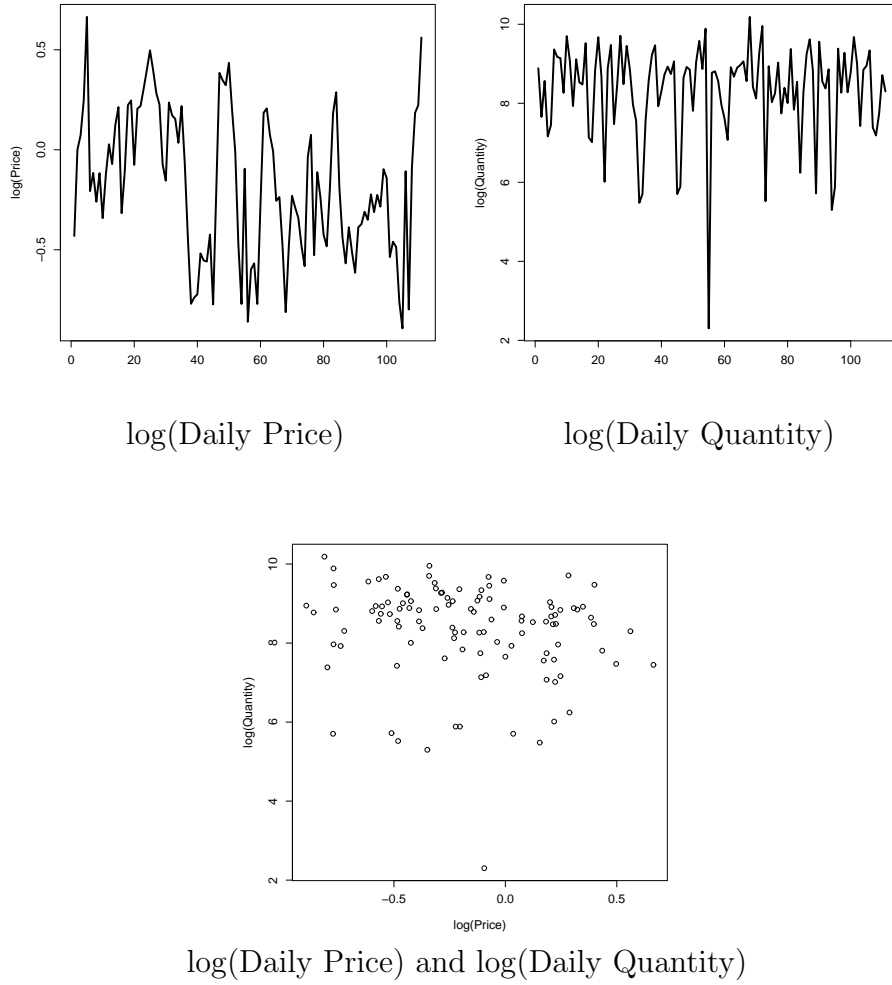 0.5
0.0
−0.5
log(Price)
0 20 40 60 80 100
log(Daily Price)
10
8
6
4
2
log(Quantity)
0 20 40 60 80 100
log(Daily Quantity)
10
8
6
4
2
log(Quantity)
−0.5 0.0 0.5
log(Price)
log(Daily Price) and log(Daily Quantity)